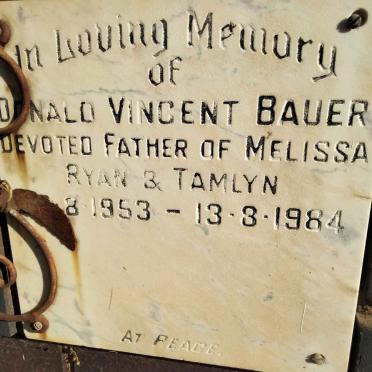 In Loving Memory
of
DONALD VINCENT BAUER
DEVOTED FATHER OF MELISSA
RYAN & TAMLYN
8·1953 – 13·8·1984
AT PEACE